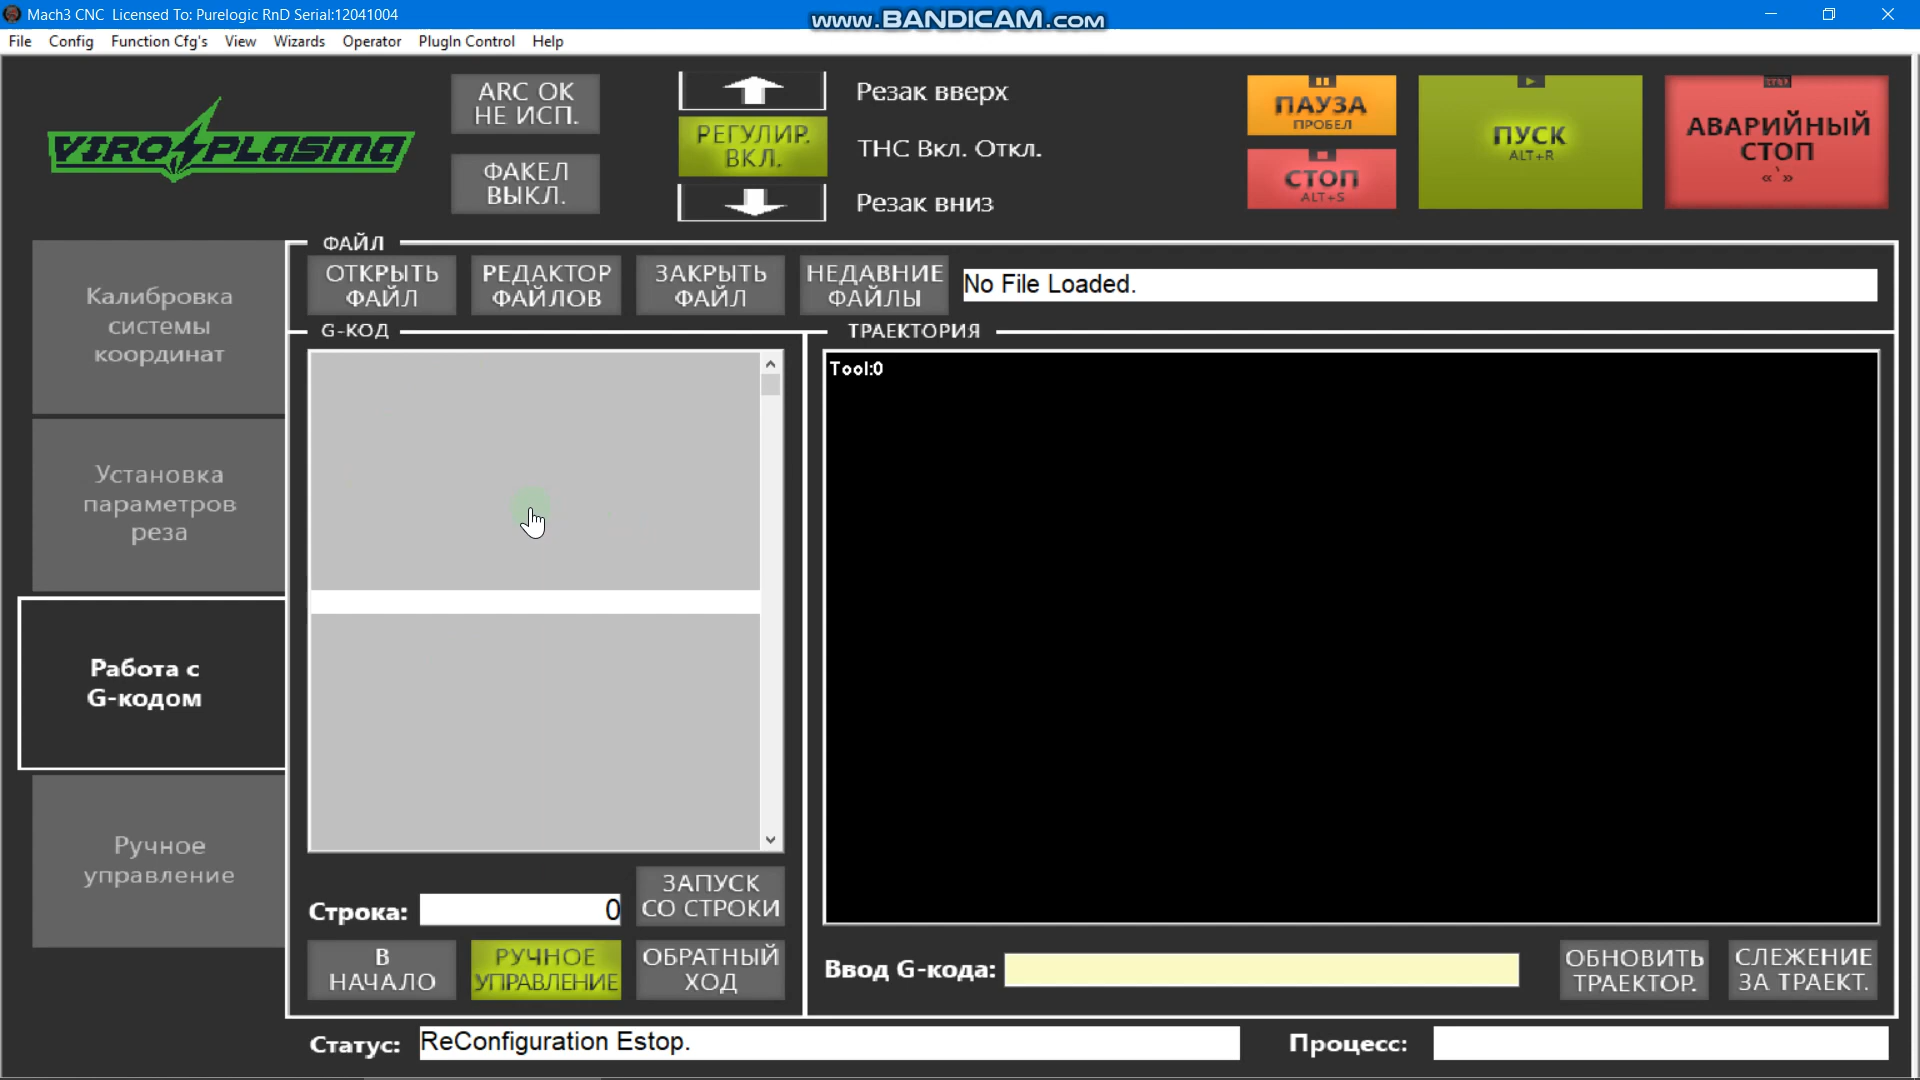 Mach3 CNC Licensed To: Purelogic RnD Serial:12041004
www.BANDICAM.com
File Config Function Cfg's View Wizards Operator PlugIn Control Help
VIRO PLASMA
ARC OK
НЕ ИСП.
ФАКЕЛ
ВЫКЛ.
РЕГУЛИР.
ВКЛ.
Резак вверх
THC Вкл. Откл.
Резак вниз
ПАУЗА
ПРОБЕЛ
СТОП
ALT+S
ПУСК
ALT+R
АВАРИЙНЫЙ
СТОП
«`»
ФАЙЛ
ОТКРЫТЬ
ФАЙЛ
РЕДАКТОР
ФАЙЛОВ
ЗАКРЫТЬ
ФАЙЛ
НЕДАВНИЕ
ФАЙЛЫ
No File Loaded.
Калибровка
системы
координат
Установка
параметров
реза
Работа с
G-кодом
Ручное
управление
G-КОД
ТРАЕКТОРИЯ
Tool:0
Строка:
0
ЗАПУСК
СО СТРОКИ
В
НАЧАЛО
РУЧНОЕ
УПРАВЛЕНИЕ
ОБРАТНЫЙ
ХОД
Ввод G-кода:
ОБНОВИТЬ
ТРАЕКТОР.
СЛЕЖЕНИЕ
ЗА ТРАЕКТ.
Статус:
ReConfiguration Estop.
Процесс: